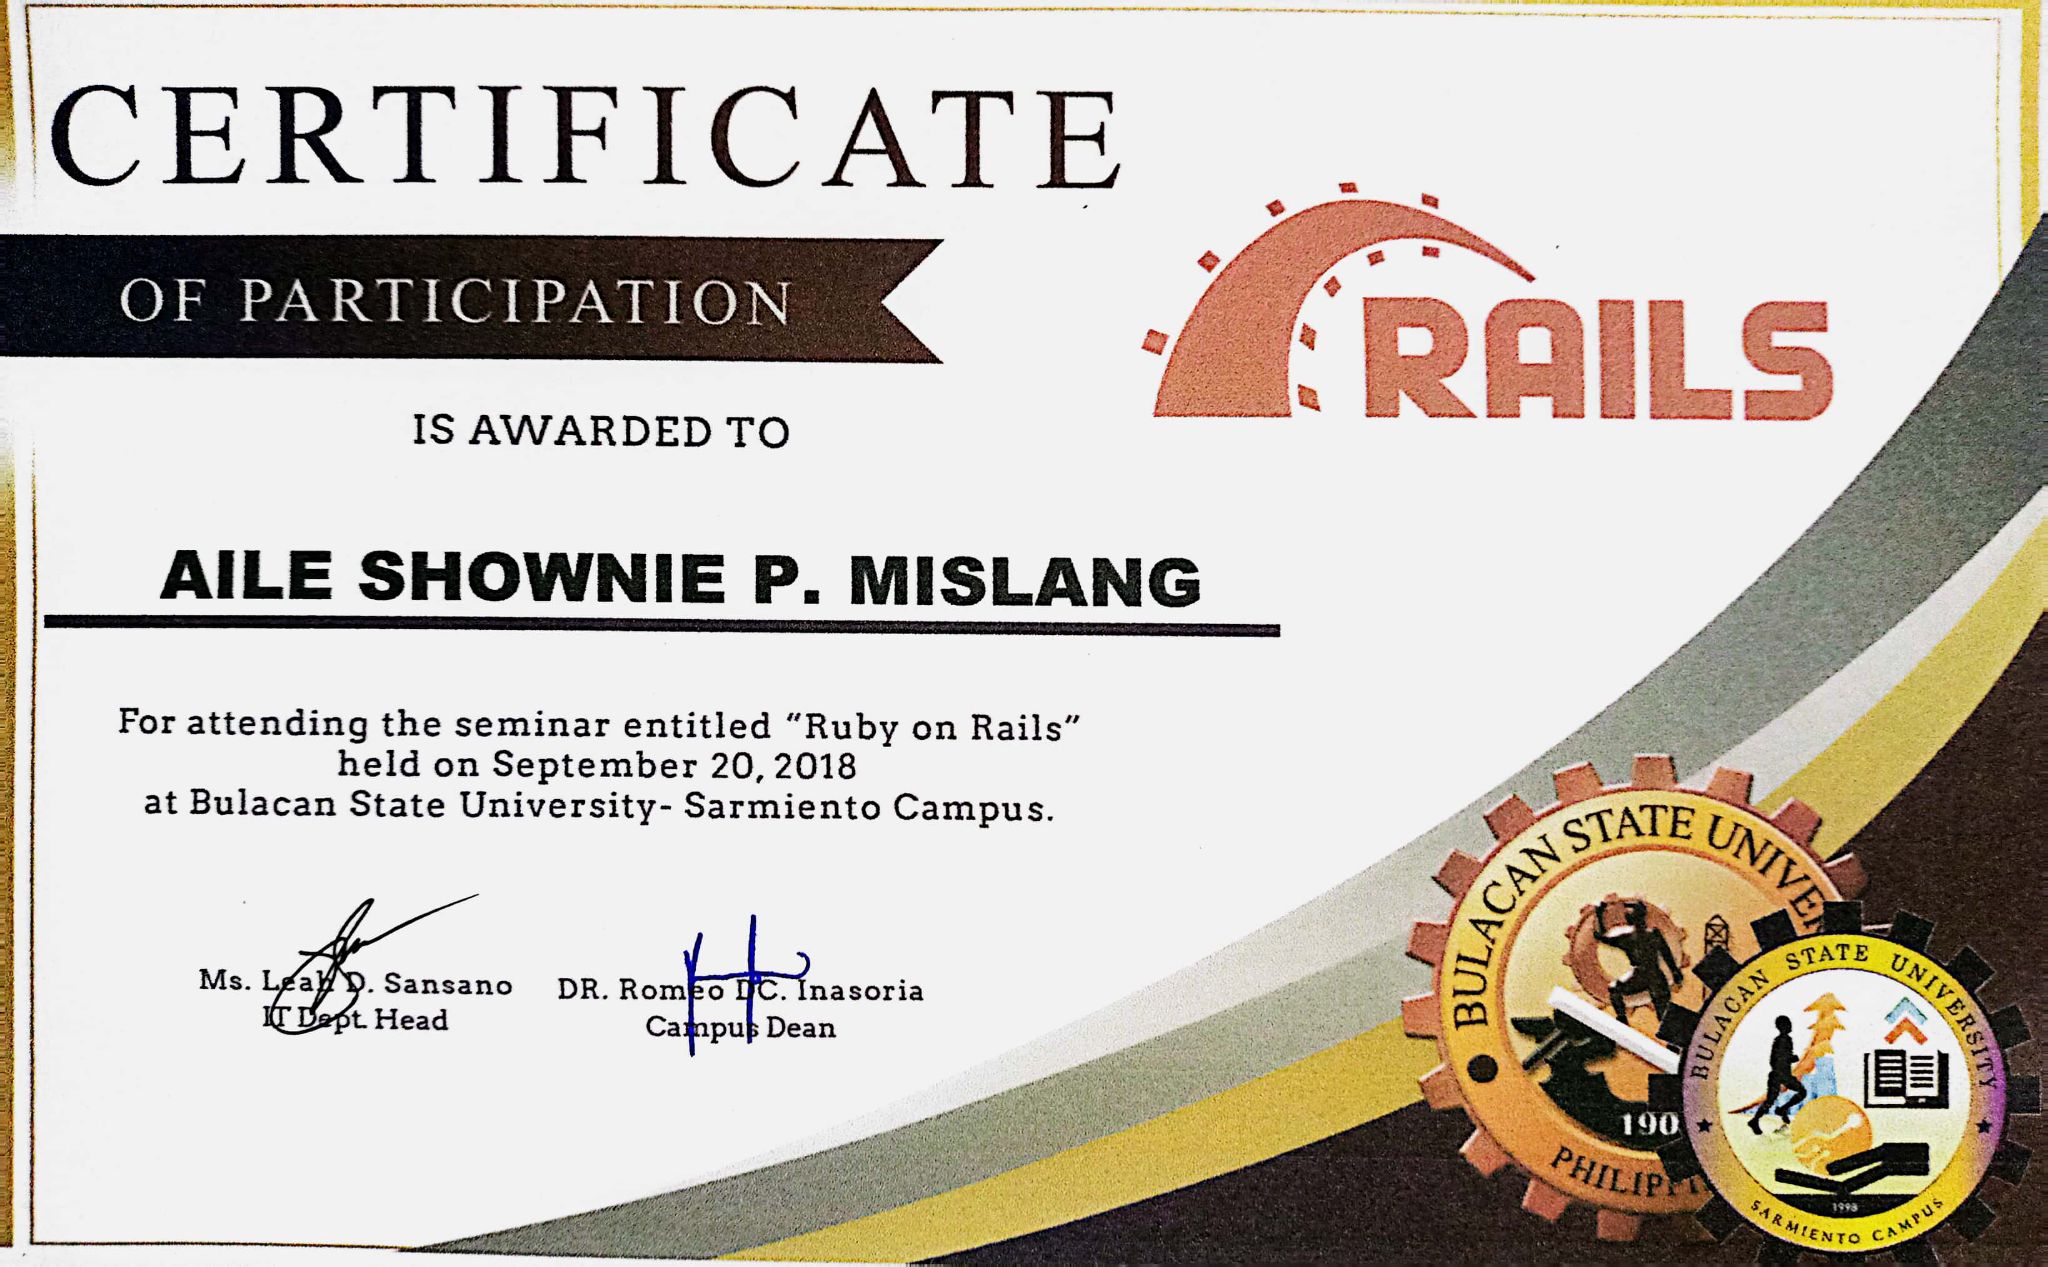 CERTIFICATE
OF PARTICIPATION
RAILS
IS AWARDED TO
AILE SHOWNIE P. MISLANG
For attending the seminar entitled “Ruby on Rails”
held on September 20, 2018
at Bulacan State University- Sarmiento Campus.
Ms. Leah D. Sansano
IT Dept. Head
DR. Romeo DC. Inasoria
Campus Dean
BULACAN STATE
190
BULACAN STATE UNIVERSITY
1998
SARMIENTO CAMPUS